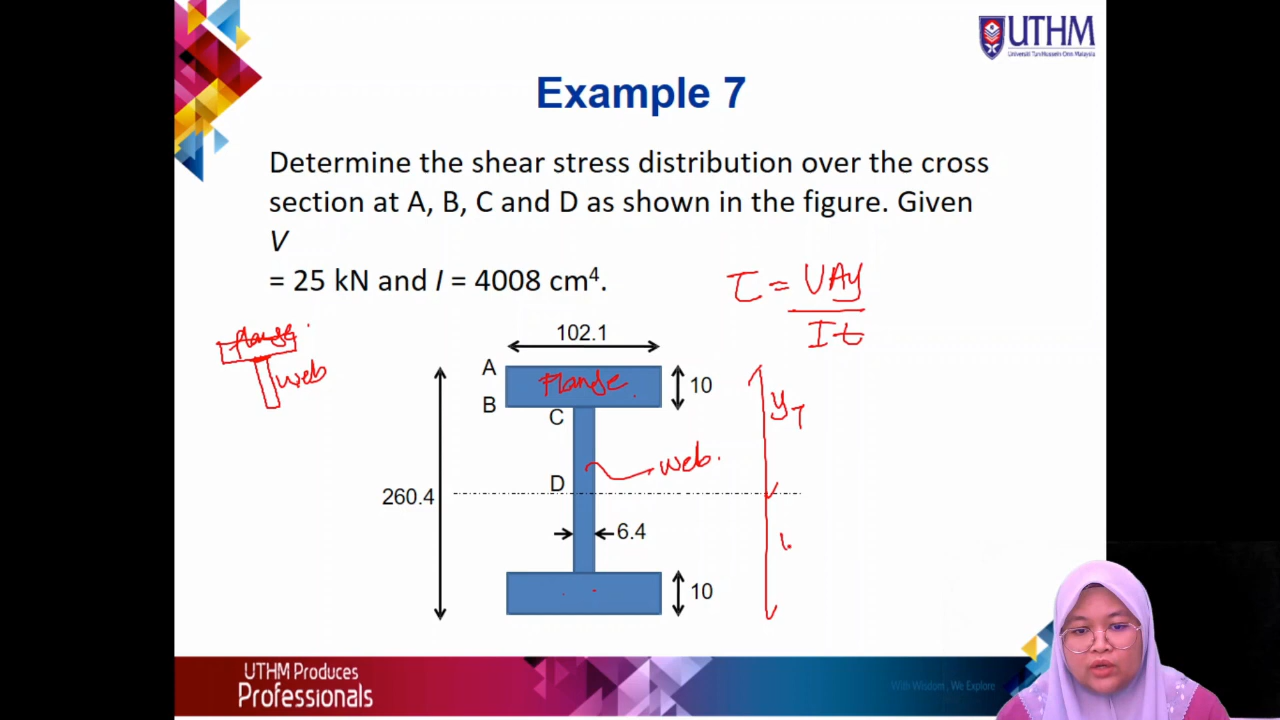 UTHM
Universiti Tun Hussein Onn Malaysia
Example 7
Determine the shear stress distribution over the cross
section at A, B, C and D as shown in the figure. Given
V
= 25 kN and I = 4008 cm⁴.
τ = VAy
It
flange
web
102.1
A
Flange
10
B
C
yT
web.
D
260.4
6.4
10
UTHM Produces
Professionals
With Wisdom, We Explore